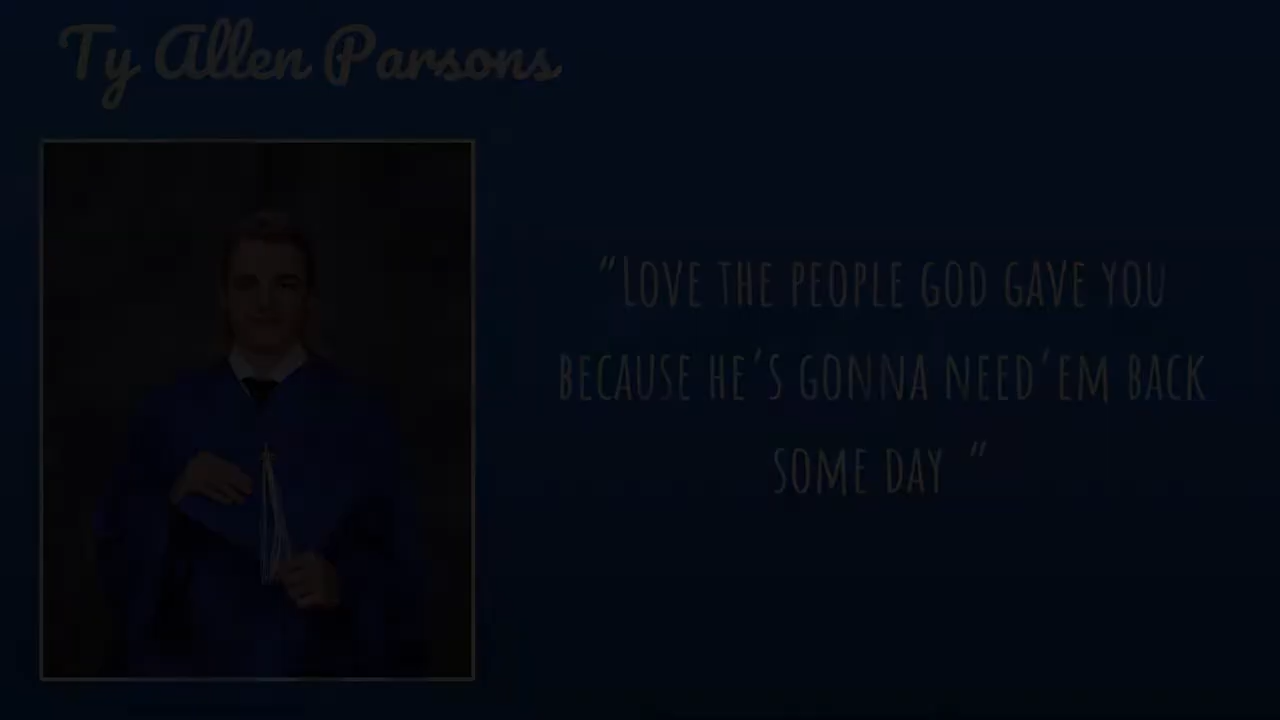 Ty Allen Parsons
“LOVE THE PEOPLE GOD GAVE YOU
BECAUSE HE’S GONNA NEED’EM BACK
SOME DAY ”